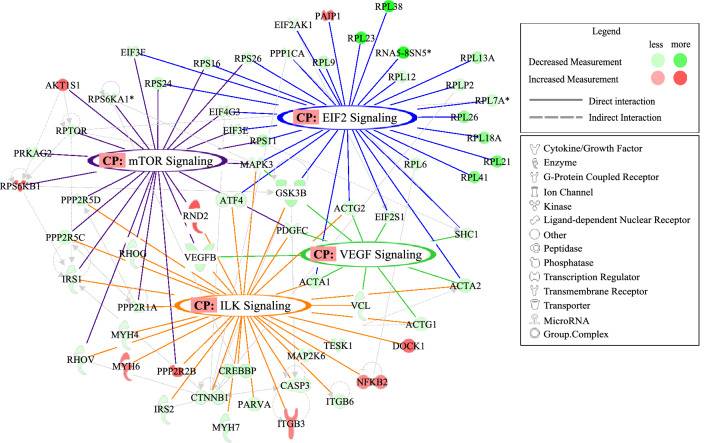 RPL38
PAIP1
EIF2AK1
RPL23
EIF3F
PPP1CA
RNA5-8SN5*
RPS16
RPS26
RPL9
RPL13A
AKT1S1
RPS24
RPL12
RPLP2
RPS6KA1*
RPL7A*
EIF4G3
CP: EIF2 Signaling
RPL26
RPTOR
EIF3E
RPL18A
RPS11
PRKAG2
CP: mTOR Signaling
MAPK3
RPL6
RPL21
RPS6KB1
RPL41
PPP2R5D
ATF4
GSK3B
RND2
ACTG2
EIF2S1
PPP2R5C
PDGFC
SHC1
RHOG
VEGFB
CP: VEGF Signaling
IRS1
ACTA1
ACTA2
PPP2R1A
CP: ILK Signaling
VCL
ACTG1
MYH4
TESK1
DOCK1
RHOV
MYH6
MAP2K6
PPP2R2B
CREBBP
NFKB2
CTNNB1
CASP3
IRS2
PARVA
ITGB6
MYH7
ITGB3
Legend
less more
Decreased Measurement
Increased Measurement
Direct interaction
Indirect Interaction
Cytokine/Growth Factor
Enzyme
G-Protein Coupled Receptor
Ion Channel
Kinase
Ligand-dependent Nuclear Receptor
Other
Peptidase
Phosphatase
Transcription Regulator
Transmembrane Receptor
Transporter
MicroRNA
Group.Complex